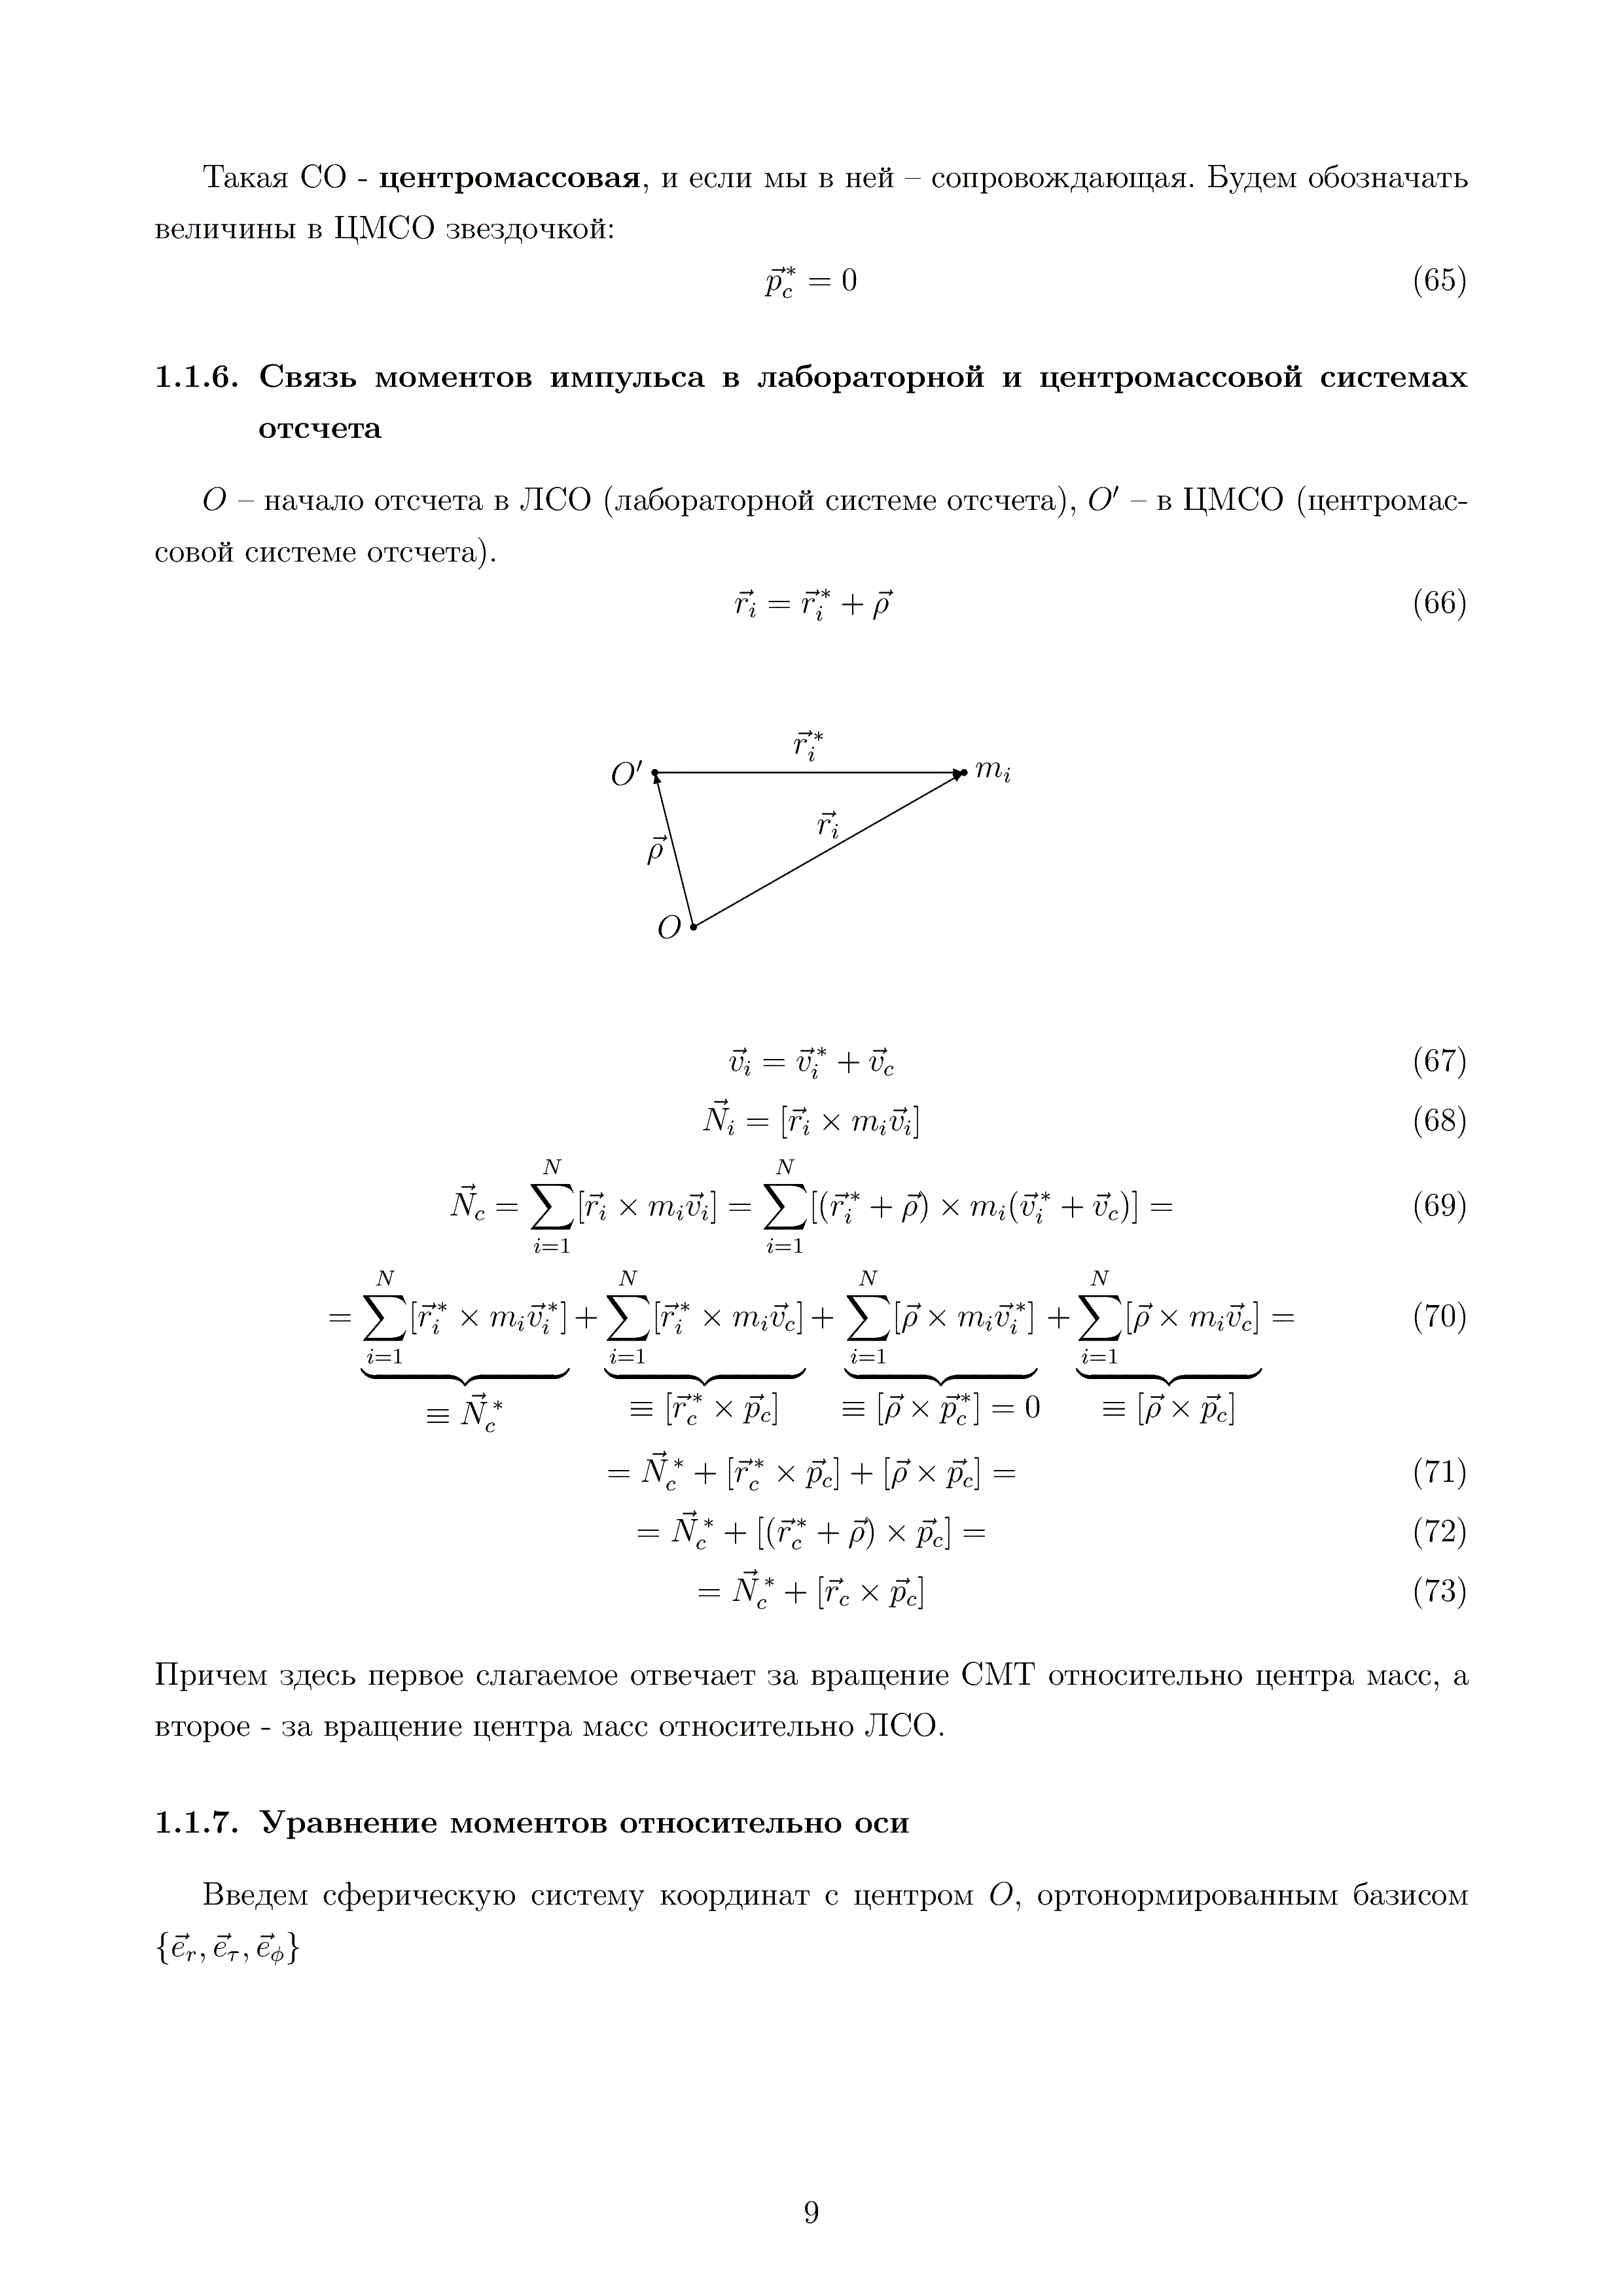 Такая СО - центромассовая, и если мы в ней – сопровождающая. Будем обозначать
величины в ЦМСО звездочкой:
$\vec{p}_c^{\,*} = 0$ (65)
1.1.6. Связь моментов импульса в лабораторной и центромассовой системах
отсчета
$O$ – начало отсчета в ЛСО (лабораторной системе отсчета), $O'$ – в ЦМСО (центромас-
совой системе отсчета).
$\vec{r}_i = \vec{r}_i^{\,*} + \vec{\rho}$ (66)
$\vec{r}_i^{\,*}$
$O'$ $m_i$
$\vec{r}_i$
$\vec{\rho}$
$O$
$\vec{v}_i = \vec{v}_i^{\,*} + \vec{v}_c$ (67)
$\vec{N}_i = [\vec{r}_i \times m_i \vec{v}_i]$ (68)
$\vec{N}_c = \sum_{i=1}^{N} [\vec{r}_i \times m_i \vec{v}_i] = \sum_{i=1}^{N} [(\vec{r}_i^{\,*} + \vec{\rho}) \times m_i (\vec{v}_i^{\,*} + \vec{v}_c)] =$ (69)
$= \underbrace{\sum_{i=1}^{N} [\vec{r}_i^{\,*} \times m_i \vec{v}_i^{\,*}]}_{\equiv \vec{N}_c^{\,*}} + \underbrace{\sum_{i=1}^{N} [\vec{r}_i^{\,*} \times m_i \vec{v}_c]}_{\equiv [\vec{r}_c^{\,*} \times \vec{p}_c]} + \underbrace{\sum_{i=1}^{N} [\vec{\rho} \times m_i \vec{v}_i^{\,*}]}_{\equiv [\vec{\rho} \times \vec{p}_c^{\,*}] = 0} + \underbrace{\sum_{i=1}^{N} [\vec{\rho} \times m_i \vec{v}_c]}_{\equiv [\vec{\rho} \times \vec{p}_c]} =$ (70)
$= \vec{N}_c^{\,*} + [\vec{r}_c^{\,*} \times \vec{p}_c] + [\vec{\rho} \times \vec{p}_c] =$ (71)
$= \vec{N}_c^{\,*} + [(\vec{r}_c^{\,*} + \vec{\rho}) \times \vec{p}_c] =$ (72)
$= \vec{N}_c^{\,*} + [\vec{r}_c \times \vec{p}_c]$ (73)
Причем здесь первое слагаемое отвечает за вращение СМТ относительно центра масс, а
второе - за вращение центра масс относительно ЛСО.
1.1.7. Уравнение моментов относительно оси
Введем сферическую систему координат с центром $O$, ортонормированным базисом
$\{\vec{e}_r, \vec{e}_\tau, \vec{e}_\phi\}$
9